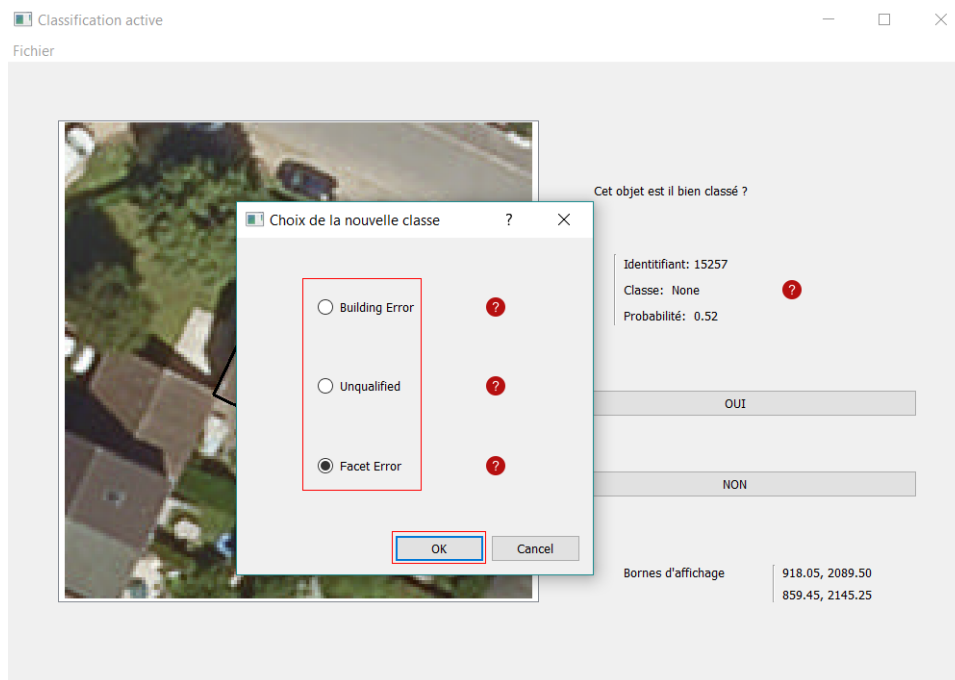 Classification active
Fichier
Cet objet est il bien classé ?
Choix de la nouvelle classe
?
Identitifiant: 15257
Classe: None
?
Probabilité: 0.52
Building Error
?
Unqualified
?
OUI
Facet Error
?
NON
OK
Cancel
Bornes d'affichage
918.05, 2089.50
859.45, 2145.25